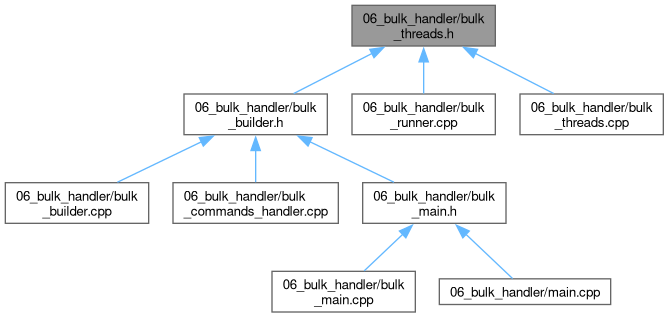 06_bulk_handler/bulk
_threads.h
06_bulk_handler/bulk
_builder.h
06_bulk_handler/bulk
_runner.cpp
06_bulk_handler/bulk
_threads.cpp
06_bulk_handler/bulk
_builder.cpp
06_bulk_handler/bulk
_commands_handler.cpp
06_bulk_handler/bulk
_main.h
06_bulk_handler/bulk
_main.cpp
06_bulk_handler/main.cpp